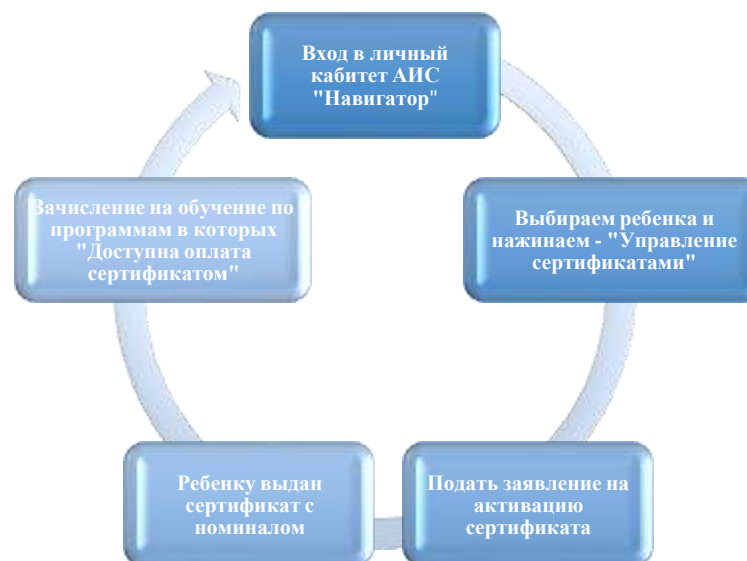 Вход в личный
кабитет АИС
"Навигатор"
Выбираем ребенка и
нажинаем - "Управление
сертификатами"
Подать заявление на
активацию
сертификата
Ребенку выдан
сертификат с
номиналом
Зачисление на обучение по
программам в которых
"Доступна оплата
сертификатом"